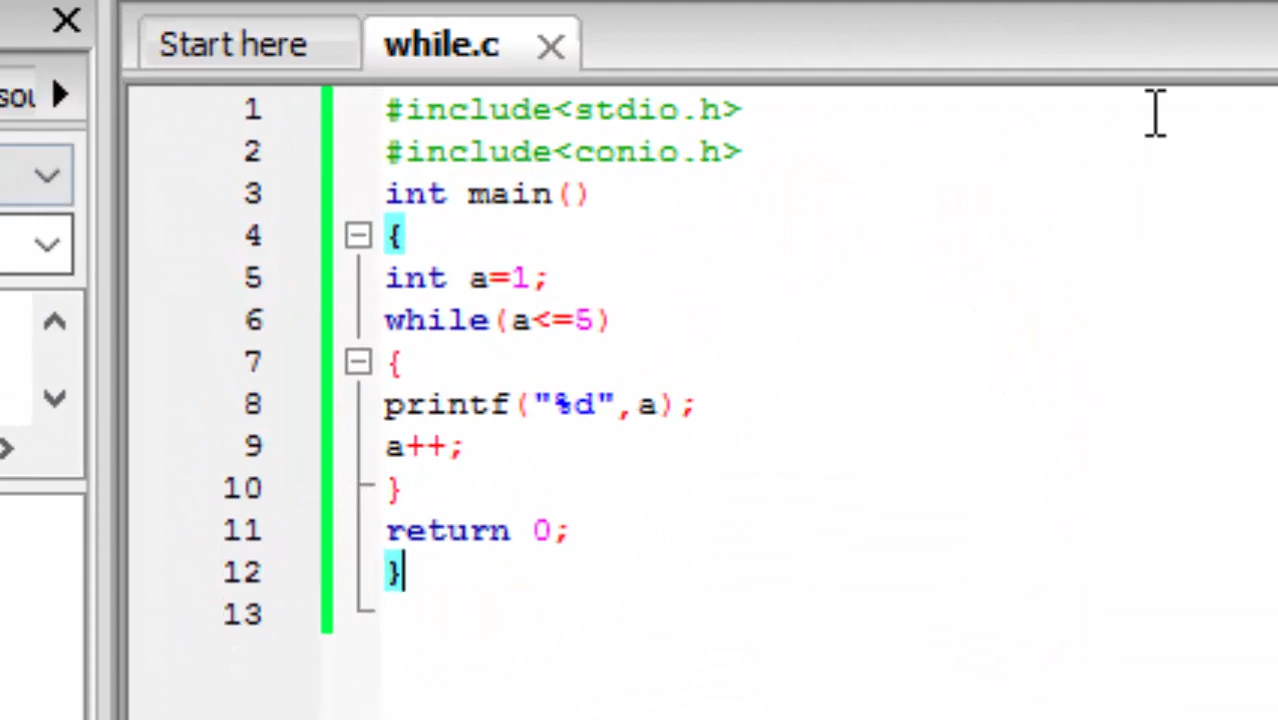 Start here while.c
sou
1 #include<stdio.h>
2 #include<conio.h>
3 int main()
4 {
5 int a=1;
6 while(a<=5)
7 {
8 printf("%d",a);
9 a++;
10 }
11 return 0;
12 }
13